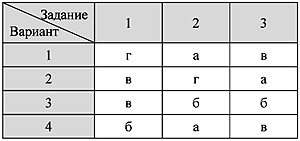 Задание 1 2 3
Вариант
1 г а в
2 в г а
3 в б б
4 б а в